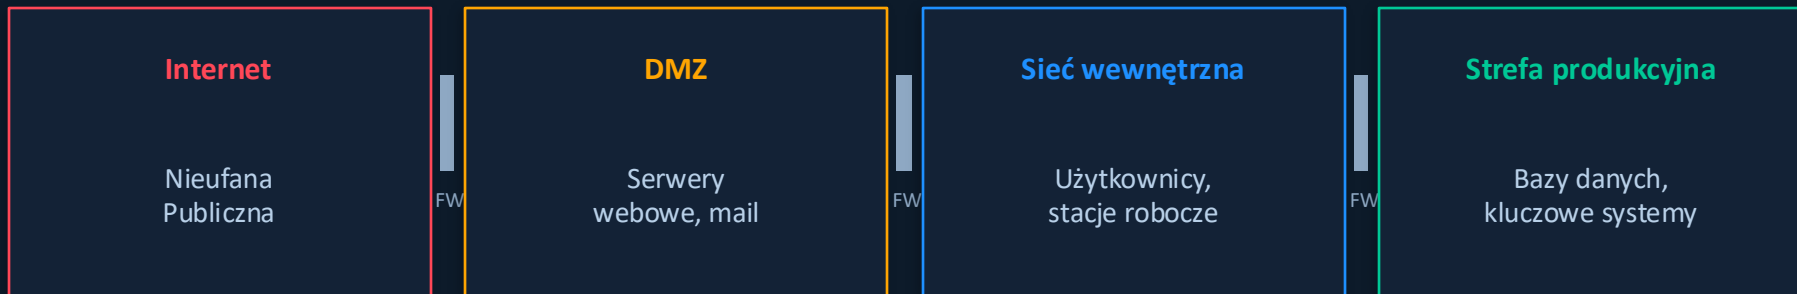 Internet
Nieufana
Publiczna
FW
DMZ
Serwery
webowe, mail
FW
Sieć wewnętrzna
Użytkownicy,
stacje robocze
FW
Strefa produkcyjna
Bazy danych,
kluczowe systemy